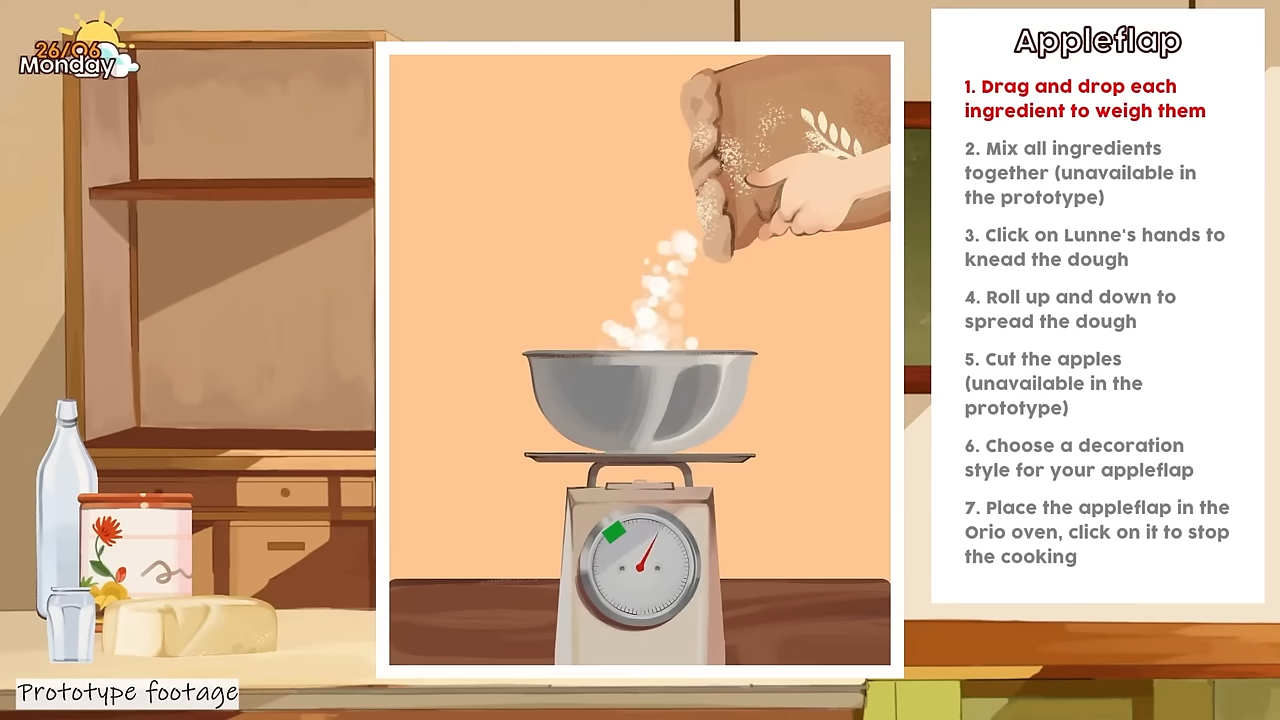 26/06
Monday
Appleflap
1. Drag and drop each
ingredient to weigh them
2. Mix all ingredients
together (unavailable in
the prototype)
3. Click on Lunne's hands to
knead the dough
4. Roll up and down to
spread the dough
5. Cut the apples
(unavailable in the
prototype)
6. Choose a decoration
style for your appleflap
7. Place the appleflap in the
Orio oven, click on it to stop
the cooking
Prototype footage